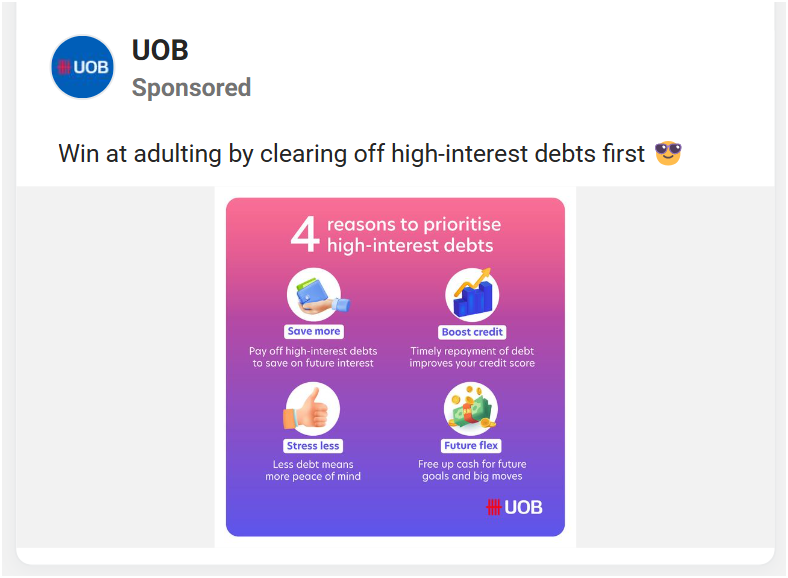 UOB
UOB
Sponsored
Win at adulting by clearing off high-interest debts first 😎
4 reasons to prioritise
high-interest debts
Save more
Pay off high-interest debts
to save on future interest
Boost credit
Timely repayment of debt
improves your credit score
Stress less
Less debt means
more peace of mind
Future flex
Free up cash for future
goals and big moves
UOB